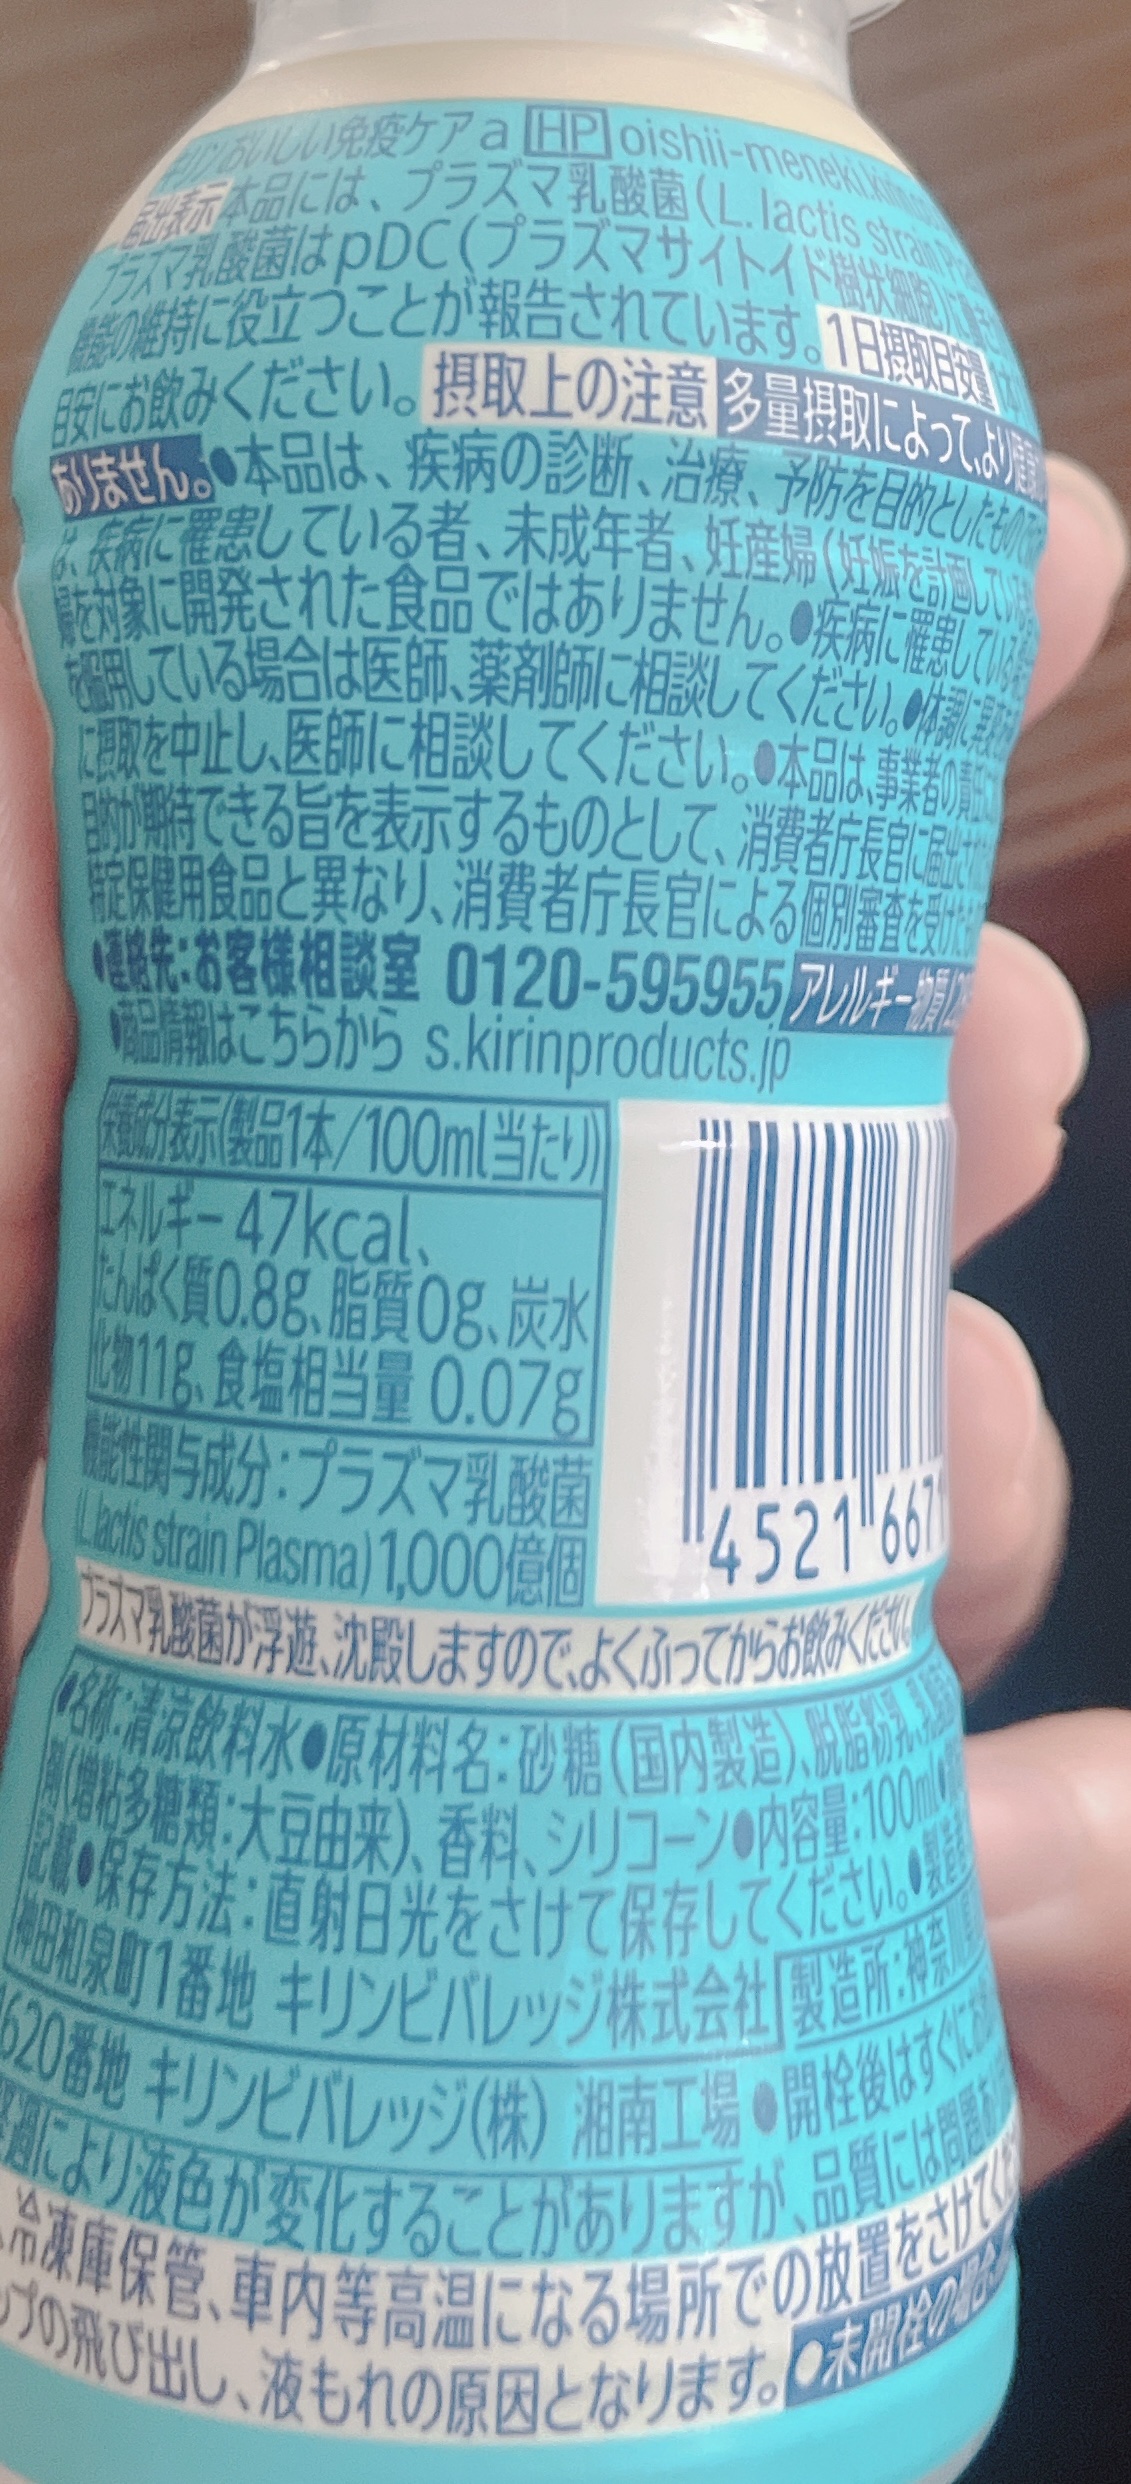 キリンおいしい免疫ケアa HP oishii-meneki.kirin
届出表示 本品には、プラズマ乳酸菌(L. lactis strain
プラズマ乳酸菌はpDC(プラズマサイトイド樹状細胞)に
機能の維持に役立つことが報告されています。1日摂取目安量
目安にお飲みください。摂取上の注意 多量摂取によって、より
ありません。●本品は、疾病の診断、治療、予防を目的としたもので
は、疾病に罹患している者、未成年者、妊産婦(妊娠を計画している
婦を対象に開発された食品ではありません。●疾病に罹患している
を服用している場合は医師、薬剤師に相談してください。●体調に異変を
に摂取を中止し、医師に相談してください。●本品は、事業者の責任に
目的が期待できる旨を表示するものとして、消費者庁長官に届出さ
特定保健用食品と異なり、消費者庁長官による個別審査を受けた
●連絡先:お客様相談室 0120-595955 アレルギー物質
●商品情報はこちらから s.kirinproducts.jp
栄養成分表示(製品1本/100ml当たり)
エネルギー 47kcal、
たんぱく質0.8g、脂質0g、炭水
化物11g、食塩相当量 0.07g
機能性関与成分:プラズマ乳酸菌
(L.lactis strain Plasma)1,000億個
4521 667
プラズマ乳酸菌が浮遊、沈殿しますので、よくふってからお飲みください
●名称:清涼飲料水●原材料名:砂糖(国内製造)、脱脂粉乳、乳酸菌
剤(増粘多糖類:大豆由来)、香料、シリコーン●内容量:100ml●
記載●保存方法:直射日光をさけて保存してください。●製造
神田和泉町1番地 キリンビバレッジ株式会社 製造所:神奈川
620番地 キリンビバレッジ(株) 湘南工場 ●開栓後はすぐに
により液色が変化することがありますが、品質には問題あ
冷凍庫保管、車内等高温になる場所での放置をさけてく
ップの飛び出し、液もれの原因となります。●未開栓の場合